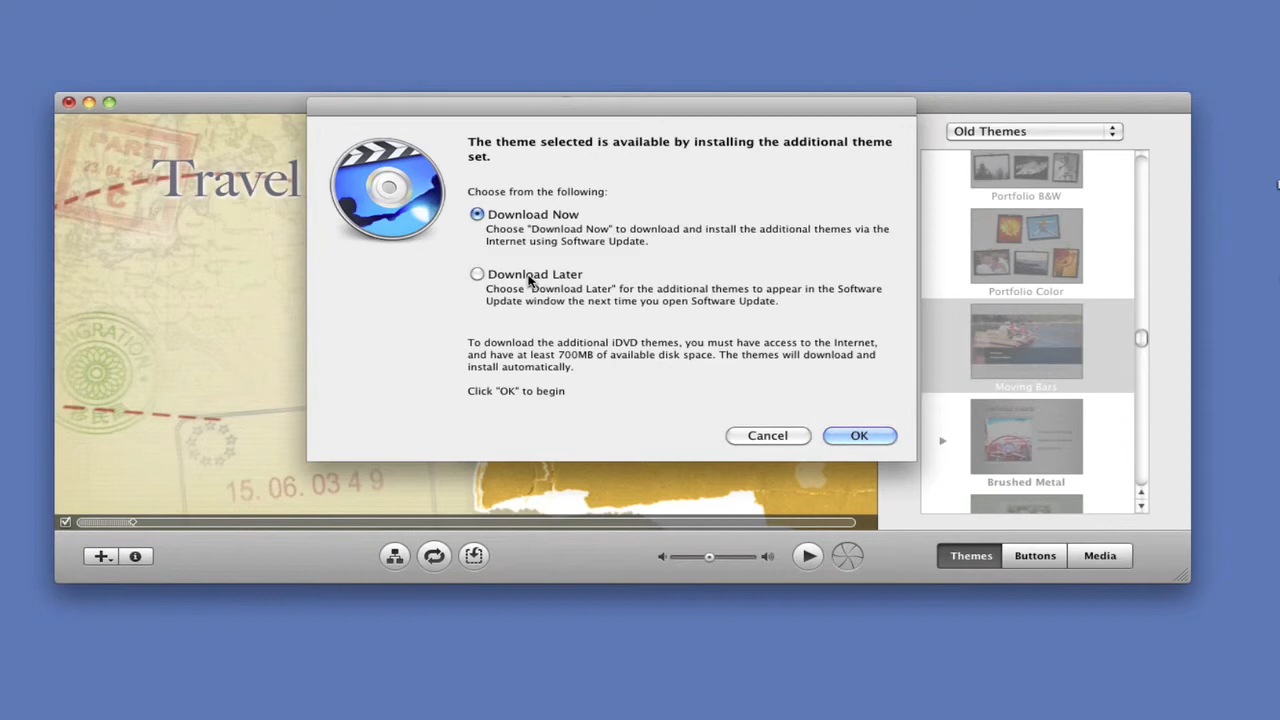 Travel
The theme selected is available by installing the additional theme
set.
Choose from the following:
Download Now
Choose "Download Now" to download and install the additional themes via the
Internet using Software Update.
Download Later
Choose "Download Later" for the additional themes to appear in the Software
Update window the next time you open Software Update.
To download the additional iDVD themes, you must have access to the Internet,
and have at least 700MB of available disk space. The themes will download and
install automatically.
Click "OK" to begin
Cancel
OK
Old Themes
Portfolio B&W
Portfolio Color
Moving Bars
Brushed Metal
15.06.03 4 9
Themes
Buttons
Media